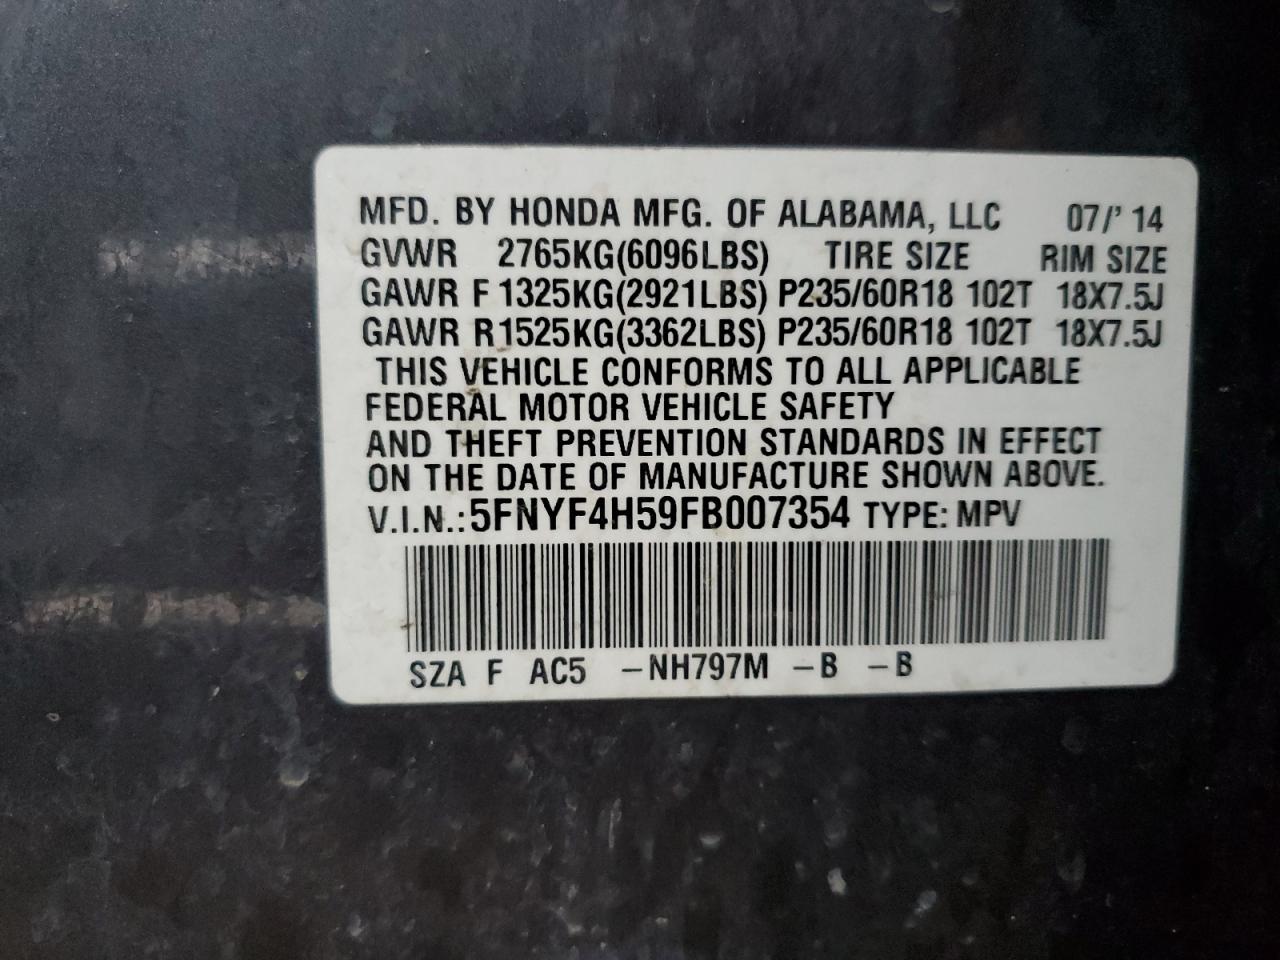 MFD. BY HONDA MFG. OF ALABAMA, LLC 07/' 14
GVWR 2765KG(6096LBS) TIRE SIZE RIM SIZE
GAWR F 1325KG(2921LBS) P235/60R18 102T 18X7.5J
GAWR R1525KG(3362LBS) P235/60R18 102T 18X7.5J
THIS VEHICLE CONFORMS TO ALL APPLICABLE
FEDERAL MOTOR VEHICLE SAFETY
AND THEFT PREVENTION STANDARDS IN EFFECT
ON THE DATE OF MANUFACTURE SHOWN ABOVE.
V.I.N.: 5FNYF4H59FB007354 TYPE: MPV
SZA F AC5 –NH797M –B –B